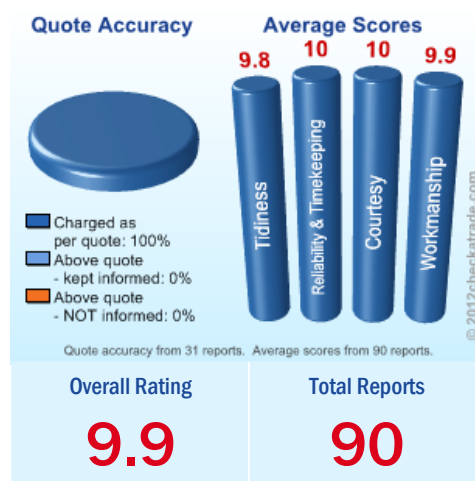 Quote Accuracy
Average Scores
9.8
10
10
9.9
Tidiness
Reliability & Timekeeping
Courtesy
Workmanship
Charged as
per quote: 100%
Above quote
- kept informed: 0%
Above quote
- NOT informed: 0%
© 2012checkatrade.com
Quote accuracy from 31 reports. Average scores from 90 reports.
Overall Rating
Total Reports
9.9
90